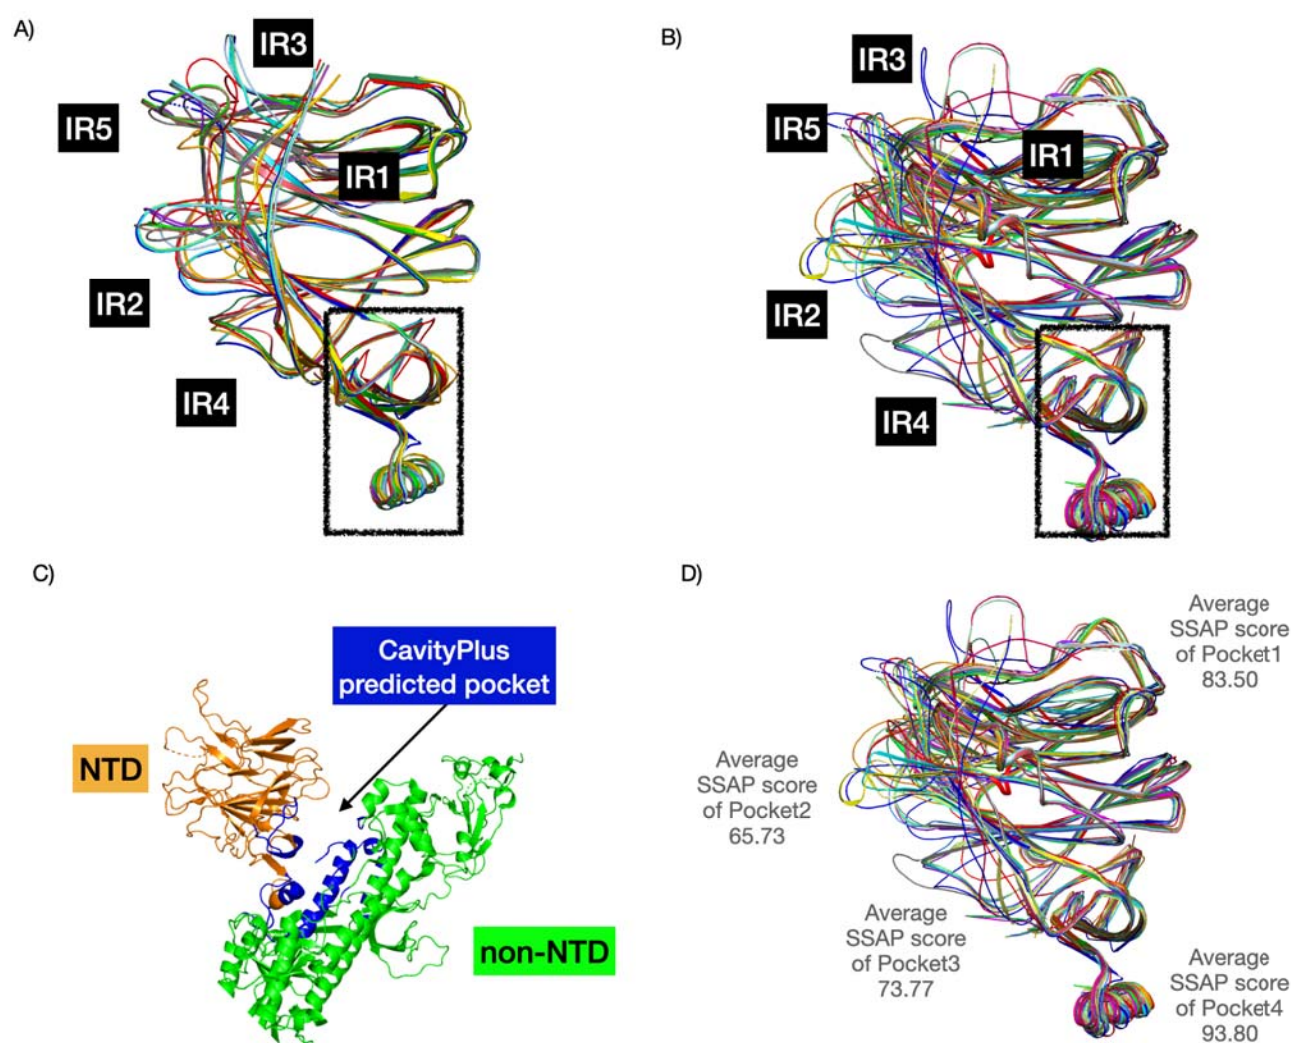 A)
IR3
IR5
IR1
IR2
IR4
B)
IR3
IR5
IR1
IR2
IR4
C)
CavityPlus
predicted pocket
NTD
non-NTD
D)
Average
SSAP score
of Pocket1
83.50
Average
SSAP score
of Pocket2
65.73
Average
SSAP score
of Pocket3
73.77
Average
SSAP score
of Pocket4
93.80